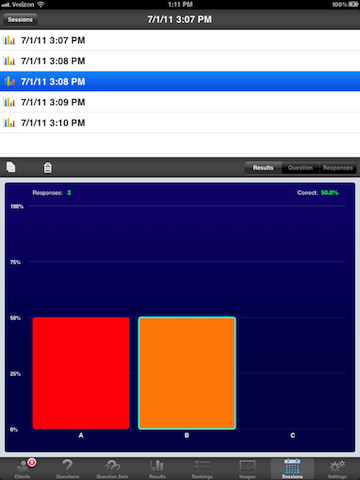 Verizon 1:11 PM 83%
Sessions 7/1/11 3:07 PM
7/1/11 3:07 PM
7/1/11 3:08 PM
7/1/11 3:08 PM
7/1/11 3:09 PM
7/1/11 3:10 PM
Results Question Responses
Responses: 2 Correct: 50.0%
100%
75%
50%
25%
0%
A B C
Clients Questions Question Sets Results Rankings Images Sessions Settings